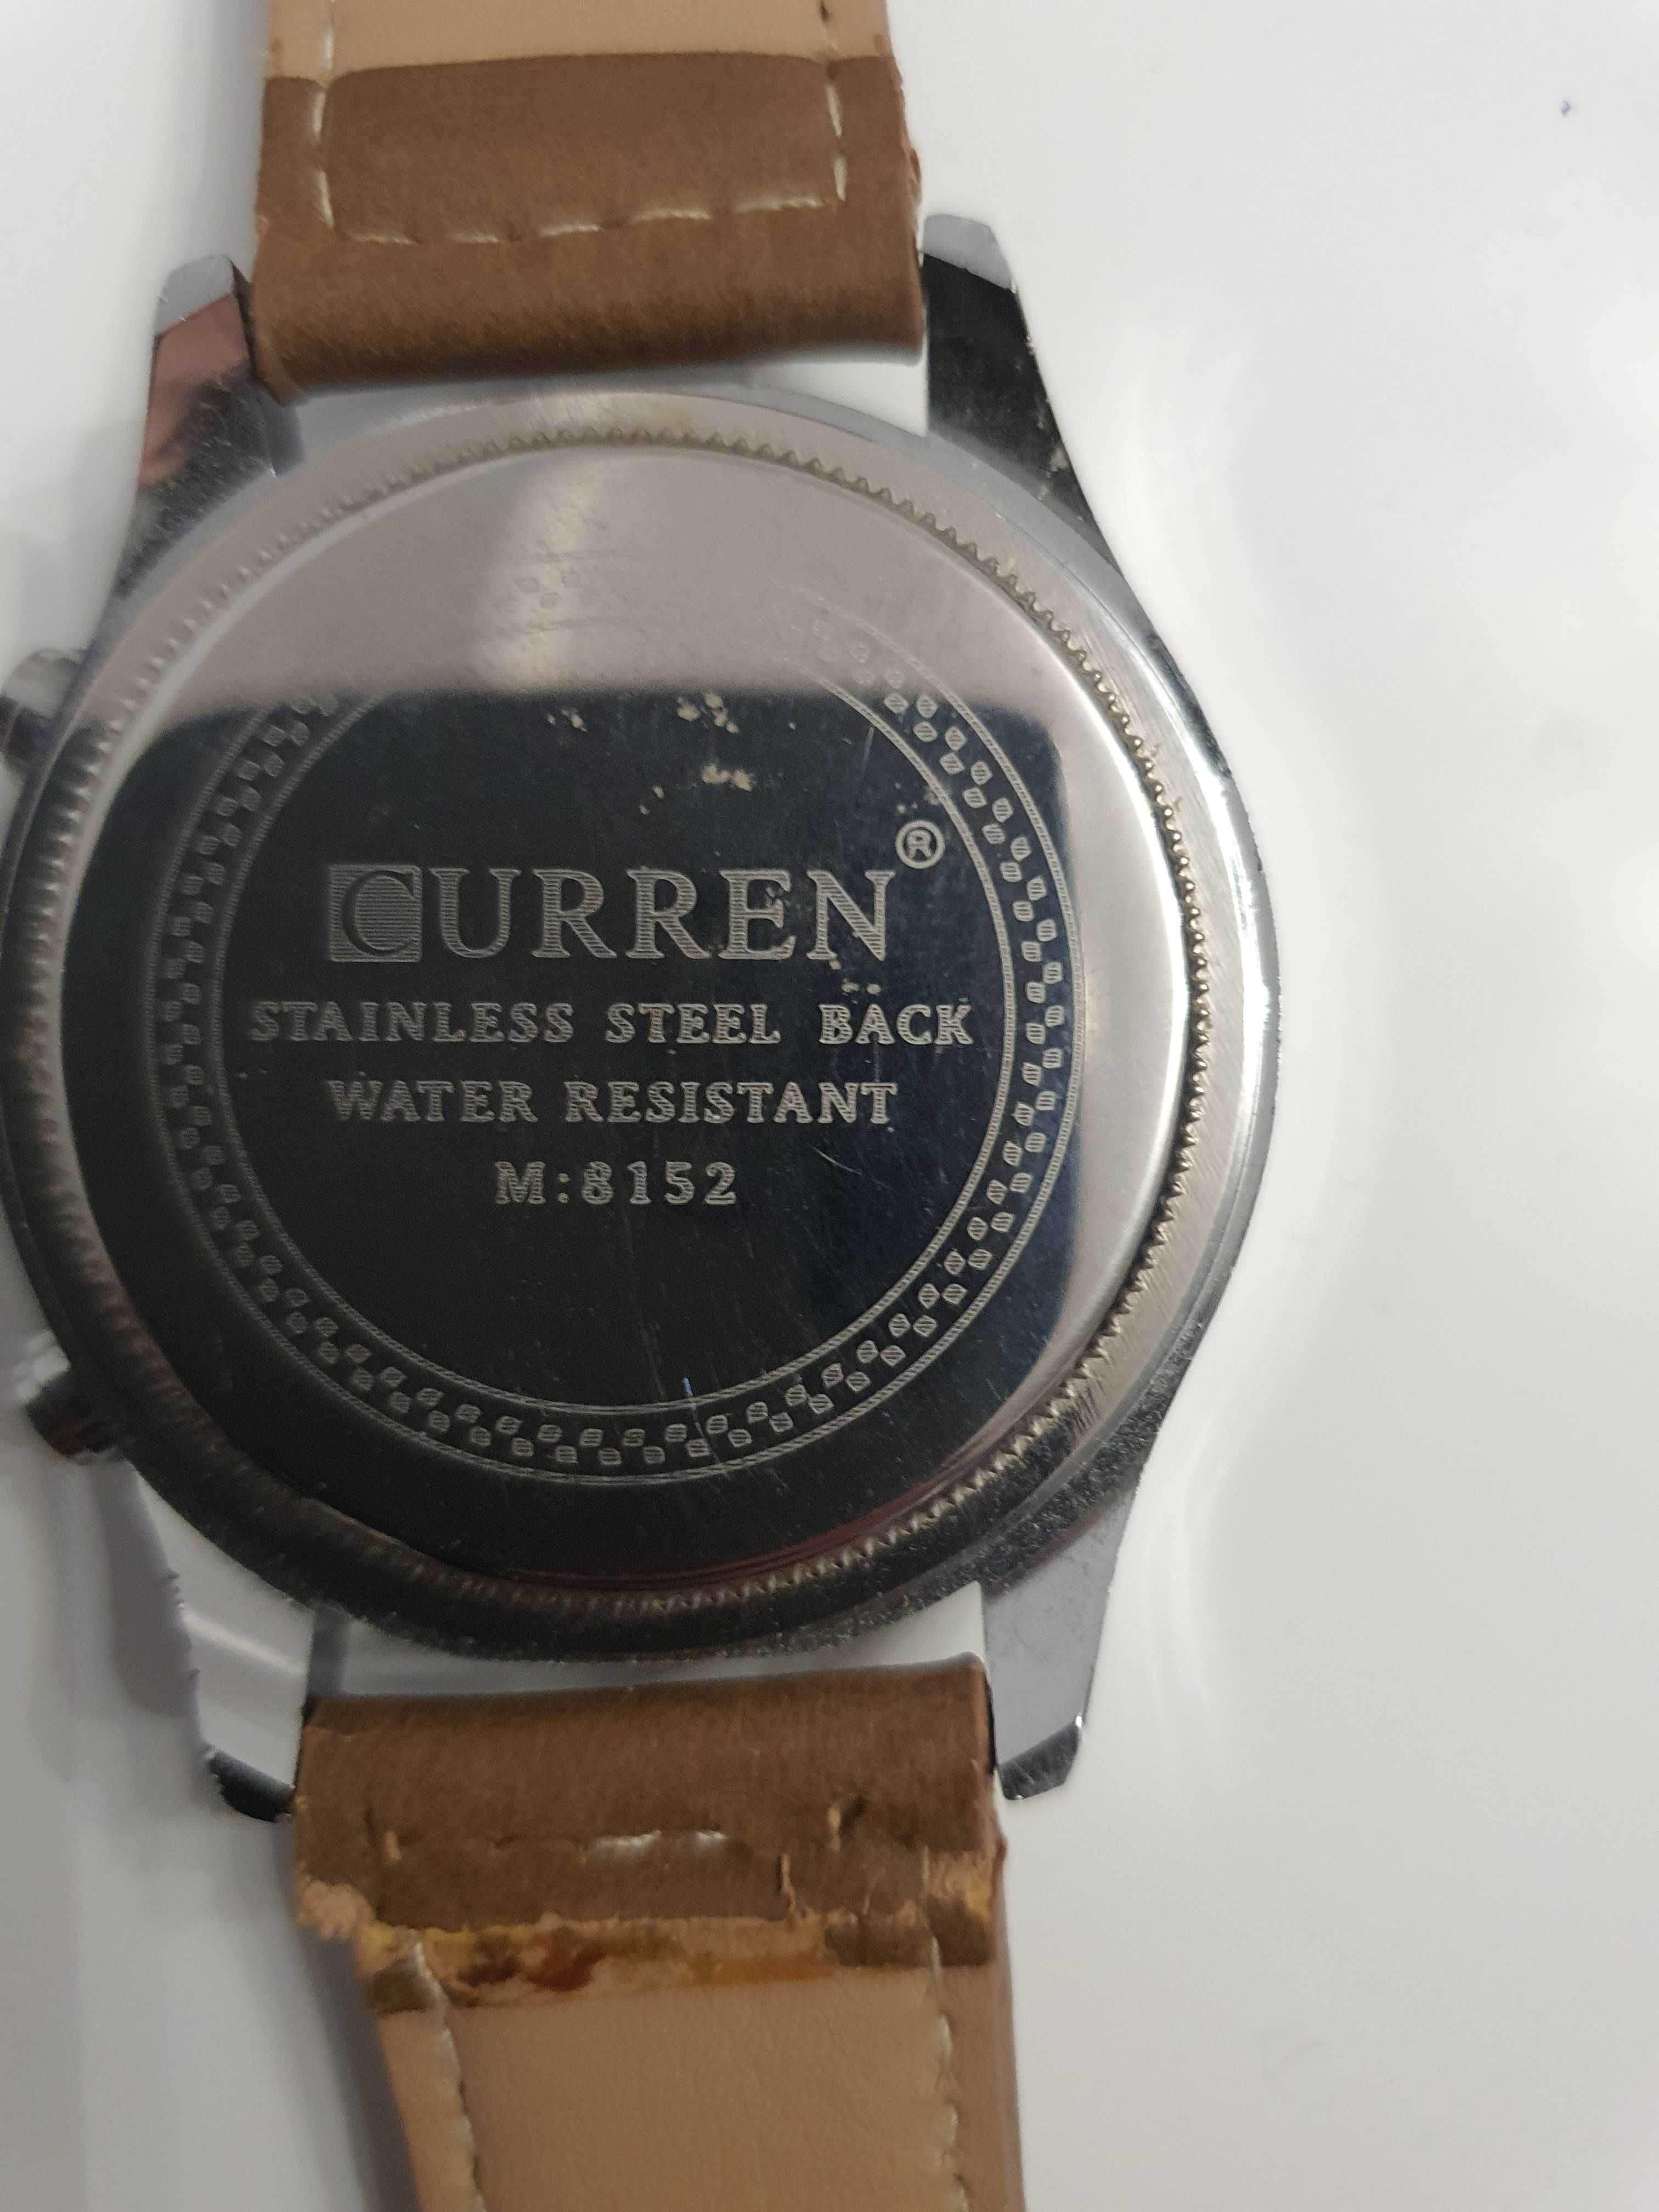 CURREN®
STAINLESS STEEL BACK
WATER RESISTANT
M:8152